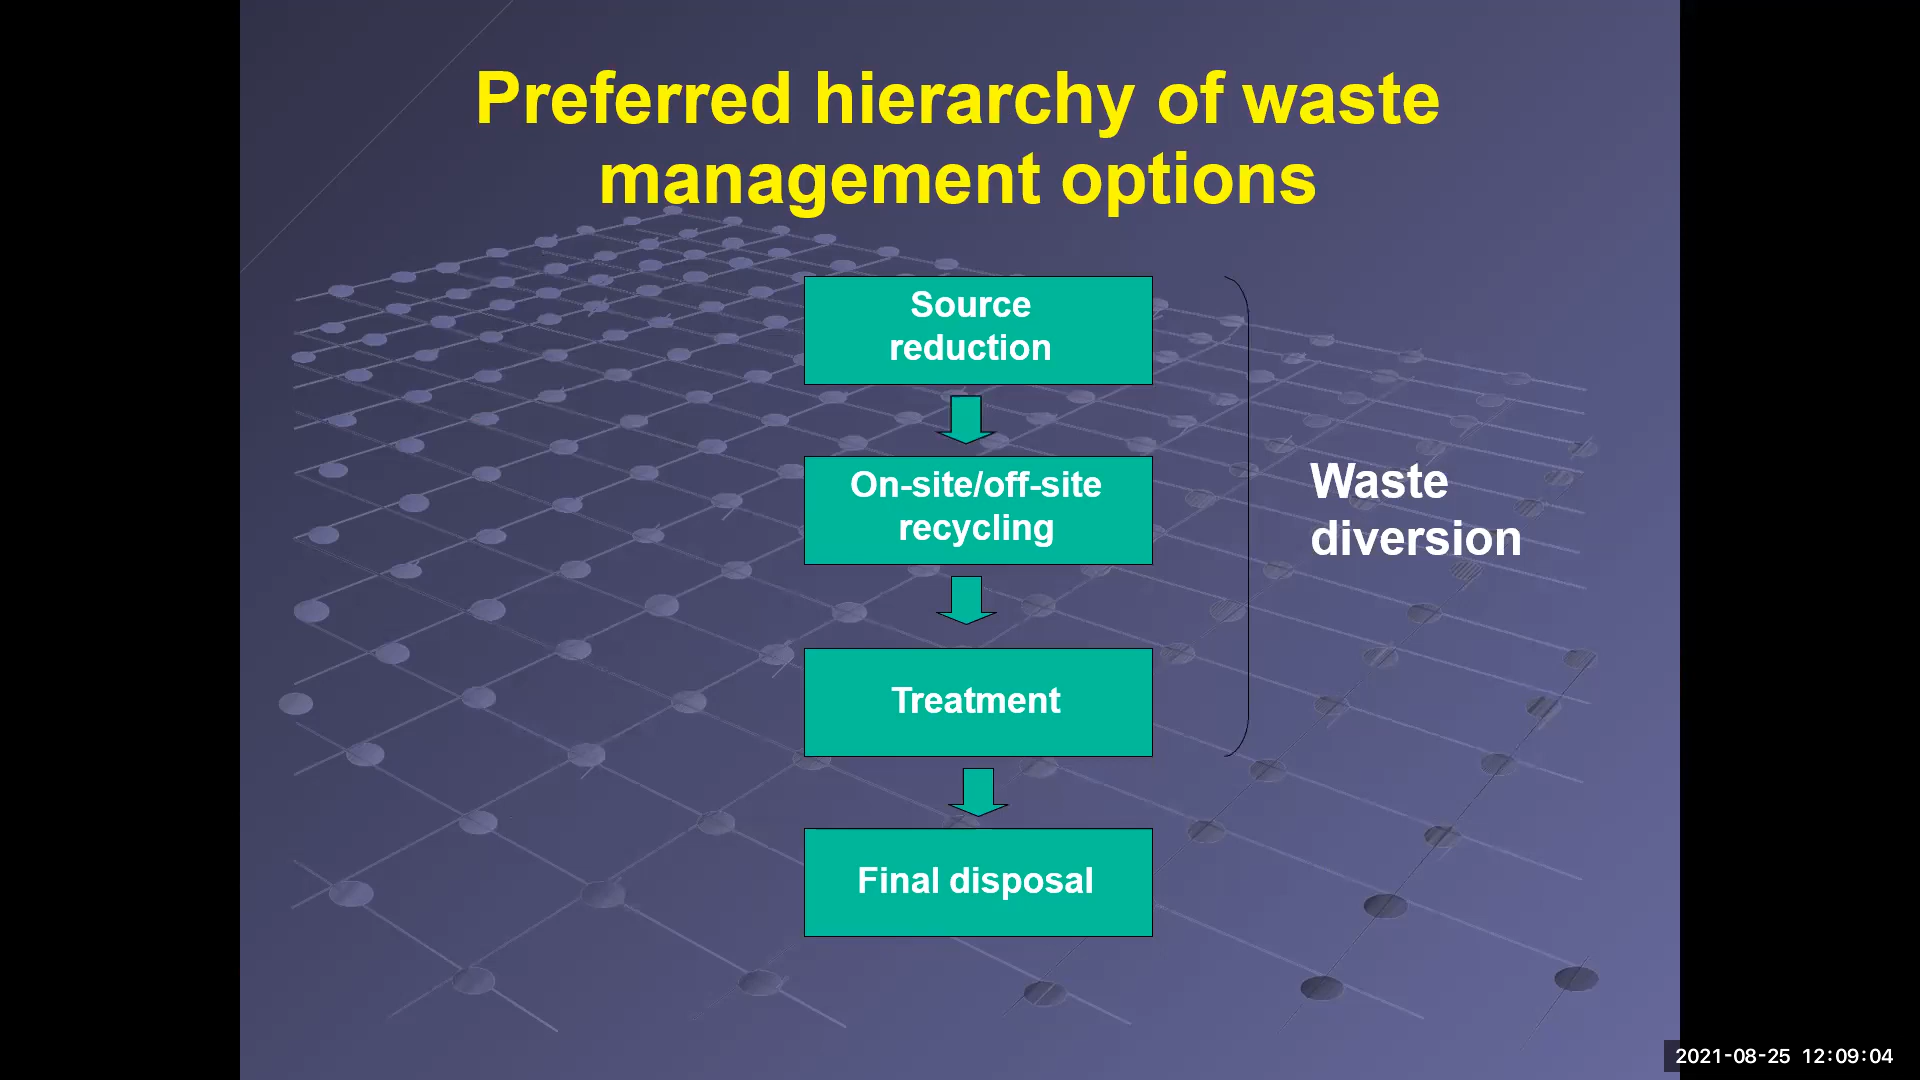 Preferred hierarchy of waste
management options
Source
reduction
On-site/off-site
recycling
Waste
diversion
Treatment
Final disposal
2021-08-25 12:09:04